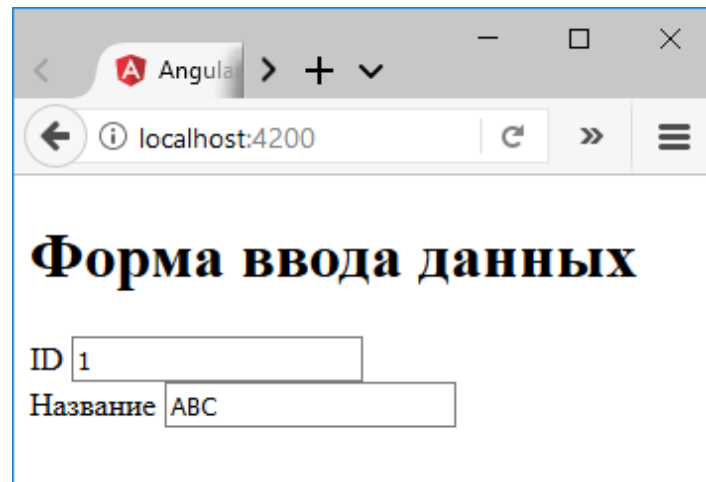 Angula
localhost:4200
Форма ввода данных
ID 1
Название ABC